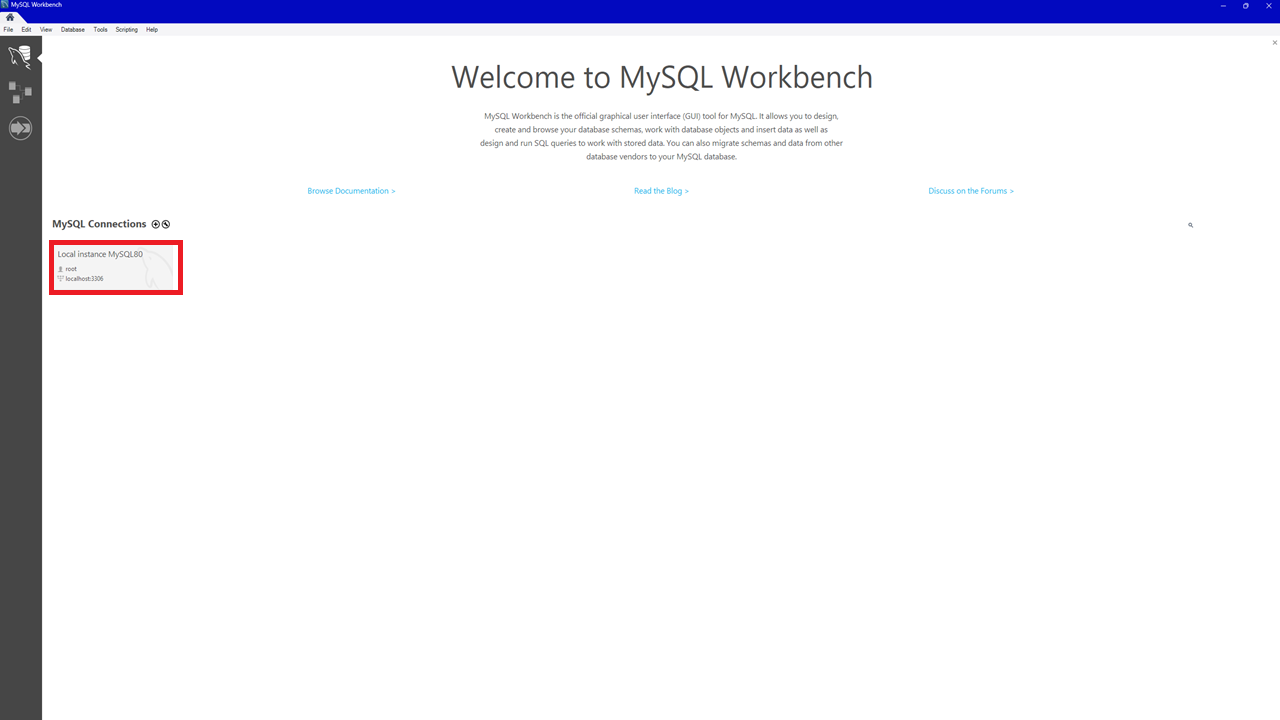 MySQL Workbench
File Edit View Database Tools Scripting Help
Welcome to MySQL Workbench
MySQL Workbench is the official graphical user interface (GUI) tool for MySQL. It allows you to design,
create and browse your database schemas, work with database objects and insert data as well as
design and run SQL queries to work with stored data. You can also migrate schemas and data from other
database vendors to your MySQL database.
Browse Documentation > Read the Blog > Discuss on the Forums >
MySQL Connections
Local instance MySQL80
root
localhost:3306